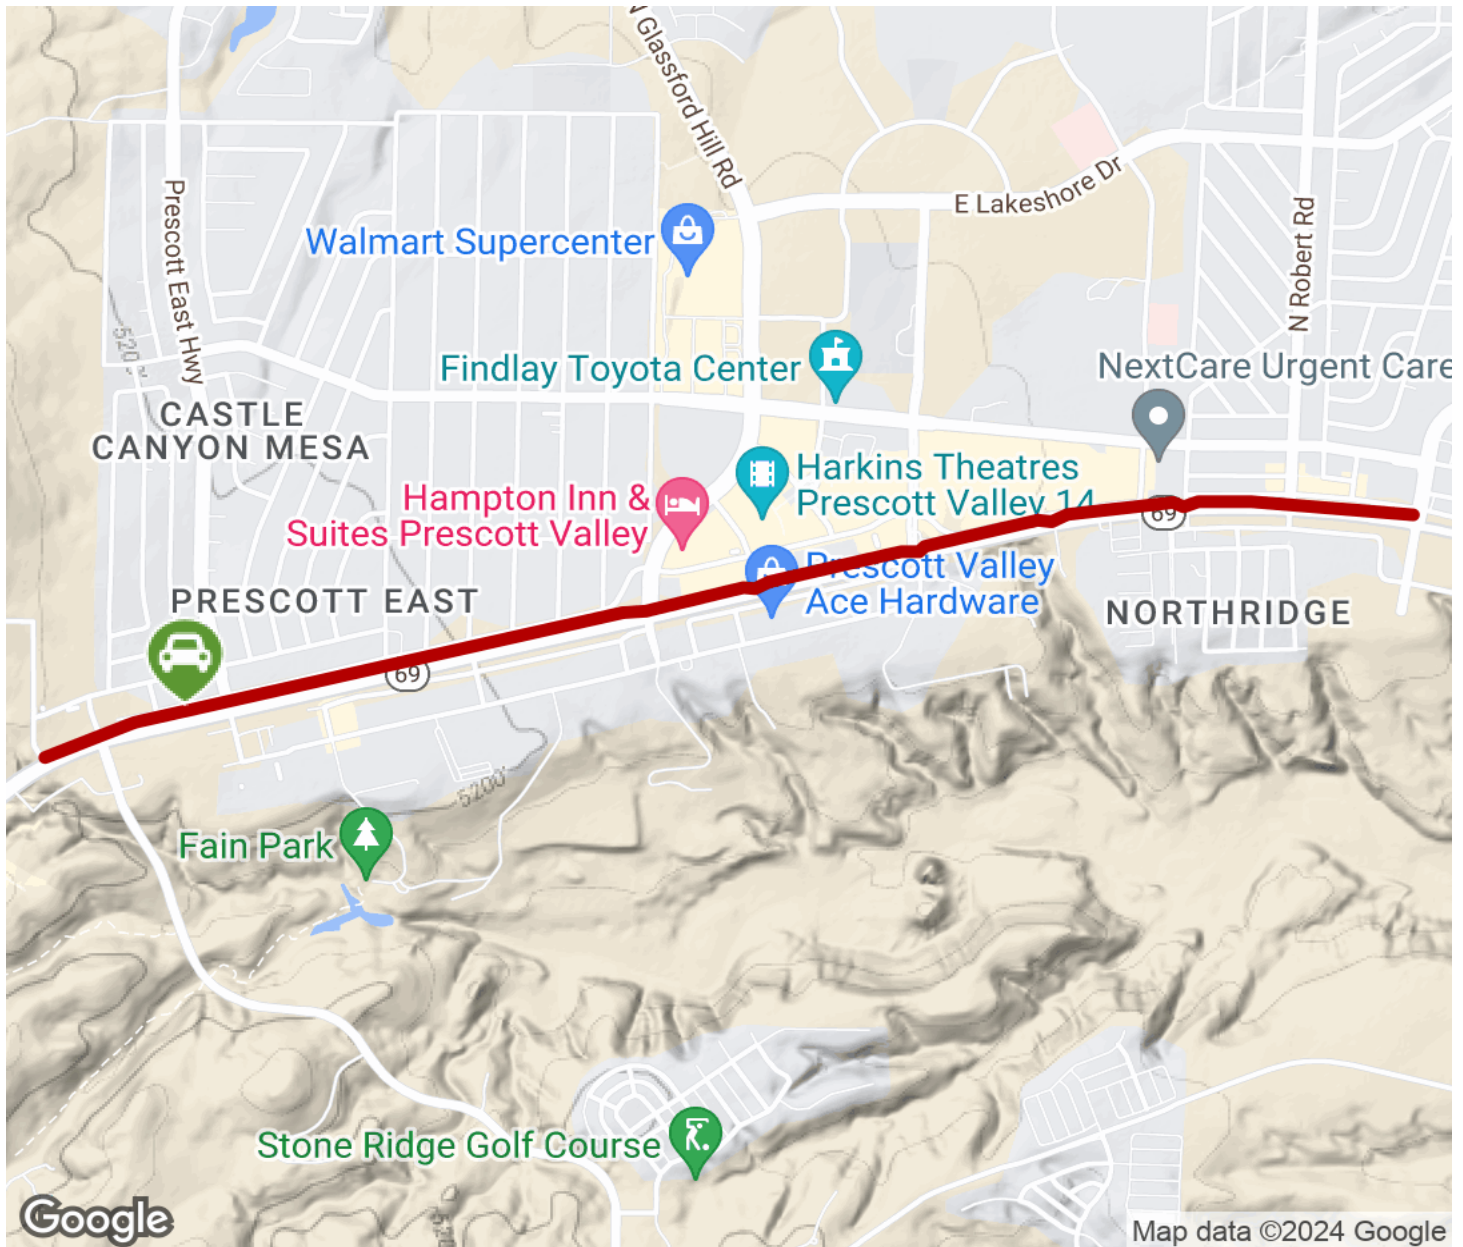 N Glassford Hill Rd
E Lakeshore Dr
Prescott East Hwy
N Robert Rd
Walmart Supercenter
Findlay Toyota Center
NextCare Urgent Care
5200
CASTLE
CANYON MESA
Harkins Theatres
Prescott Valley 14
Hampton Inn &
Suites Prescott Valley
69
Prescott Valley
Ace Hardware
PRESCOTT EAST
NORTHRIDGE
69
5200'
Fain Park
Stone Ridge Golf Course
Google
Map data ©2024 Google